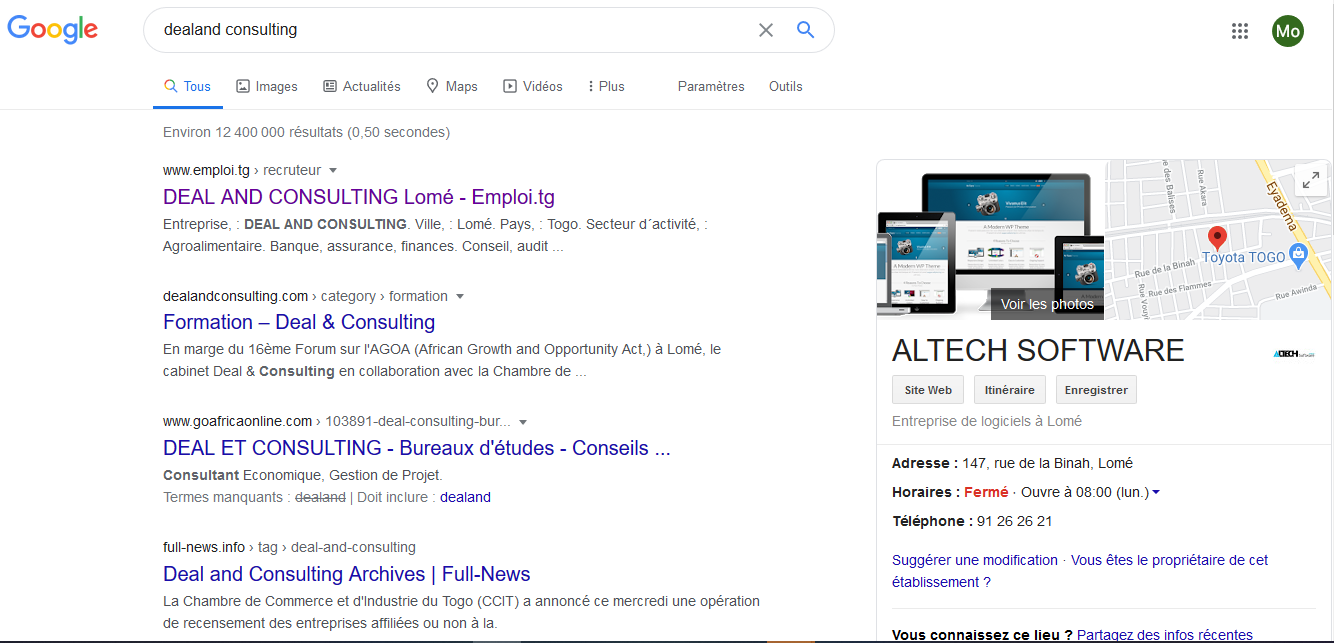 Google
dealand consulting
Mo
Tous Images Actualités Maps Vidéos Plus Paramètres Outils
Environ 12 400 000 résultats (0,50 secondes)
www.emploi.tg › recruteur
DEAL AND CONSULTING Lomé - Emploi.tg
Entreprise, : DEAL AND CONSULTING. Ville, : Lomé. Pays, : Togo. Secteur d´activité, :
Agroalimentaire. Banque, assurance, finances. Conseil, audit ...
dealandconsulting.com › category › formation
Formation – Deal & Consulting
En marge du 16ème Forum sur l'AGOA (African Growth and Opportunity Act,) à Lomé, le
cabinet Deal & Consulting en collaboration avec la Chambre de ...
www.goafricaonline.com › 103891-deal-consulting-bur...
DEAL ET CONSULTING - Bureaux d'études - Conseils ...
Consultant Economique, Gestion de Projet.
Termes manquants : dealand | Doit inclure : dealand
full-news.info › tag › deal-and-consulting
Deal and Consulting Archives | Full-News
La Chambre de Commerce et d'Industrie du Togo (CCIT) a annoncé ce mercredi une opération
de recensement des entreprises affiliées ou non à la.
A Modern WP Theme
Voir les photos
Rue des Balises
Rue Akara
Eyadema
Toyota TOGO
Rue de la Binah
Rue des Flammes
Rue Awinda
ALTECH SOFTWARE
ALTECH
Site Web Itinéraire Enregistrer
Entreprise de logiciels à Lomé
Adresse : 147, rue de la Binah, Lomé
Horaires : Fermé · Ouvre à 08:00 (lun.)
Téléphone : 91 26 26 21
Suggérer une modification · Vous êtes le propriétaire de cet
établissement ?
Vous connaissez ce lieu ? Partagez des infos récentes